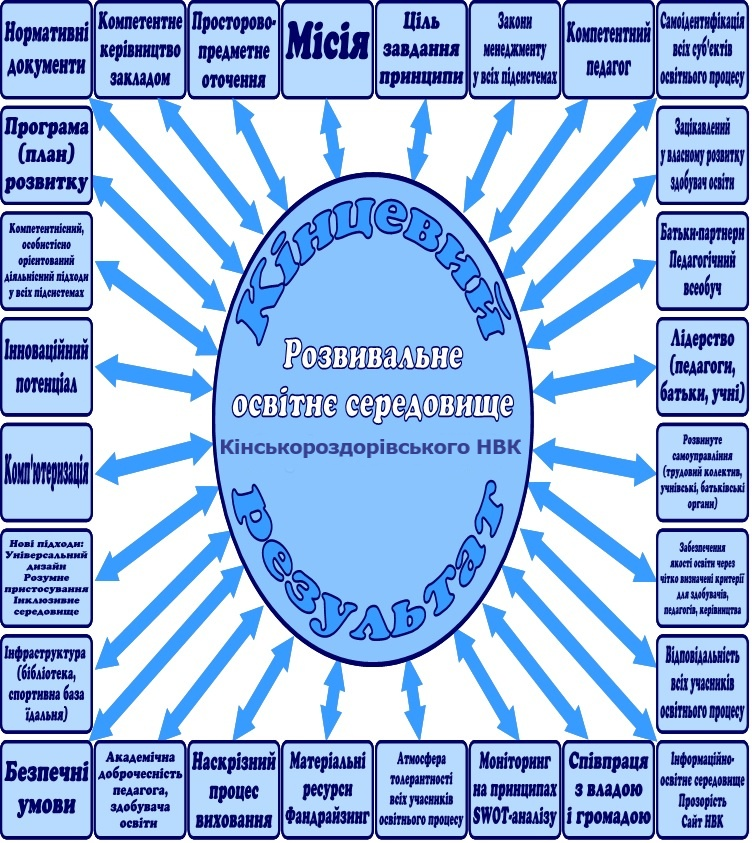 Нормативні
документи
Компетентне
керівництво
закладом
Просторово-
предметне
оточення
Місія
Ціль
завдання
принципи
Закони
менеджменту
у всіх підсистемах
Компетентний
педагог
Самоідентифікація
всіх суб'єктів
освітнього процесу
Програма
(план)
розвитку
Зацікавлений
у власному розвитку
здобувач освіти
Компетентнісний,
особистісно
орієнтований
діяльнісний підходи
у всіх підсистемах
Батьки-партнери
Педагогічний
всеобуч
Інноваційний
потенціал
Лідерство
(педагоги,
батьки, учні)
Кінцевий
Розвивальне
освітнє середовище
Кінськороздорівського НВК
результат
Комп'ютеризація
Розвинуте
самоуправління
(трудовий колектив,
учнівські, батьківські
органи)
Нові підходи:
Універсальний
дизайн
Розумне
пристосування
Інклюзивне
середовище
Забезпечення
якості освіти через
чітко визначені критерії
для здобувачів,
педагогів, керівництва
Інфраструктура
(бібліотека,
спортивна база
їдальня)
Відповідальність
всіх учасників
освітнього процесу
Безпечні
умови
Академічна
доброчесність
педагога,
здобувача
освіти
Наскрізний
процес
виховання
Матеріальні
ресурси
Фандрайзинг
Атмосфера
толерантності
всіх учасників
освітнього процесу
Моніторинг
на принципах
SWOT-аналізу
Співпраця
з владою
і громадою
Інформаційно-
освітнє середовище
Прозорість
Сайт НВК